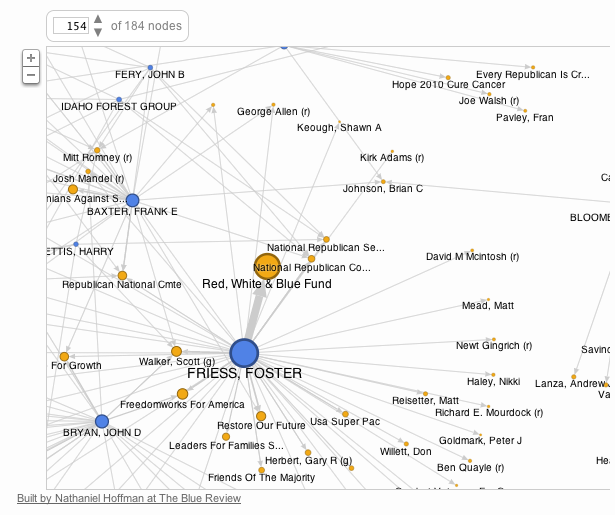 154 of 184 nodes
+
−
FERY, JOHN B
Every Republican Is Cr...
Hope 2010 Cure Cancer
IDAHO FOREST GROUP
Joe Walsh (r)
George Allen (r)
Pavley, Fran
Keough, Shawn A
Mitt Romney (r)
Kirk Adams (r)
Josh Mandel (r)
Ca
Johnson, Brian C
nians Against S...
BAXTER, FRANK E
BLOOME
National Republican Se...
ETTIS, HARRY
David M Mcintosh (r)
National Republican Co...
Republican National Cmte
Red, White & Blue Fund
Mead, Matt
Newt Gingrich (r)
Savino
For Growth
Walker, Scott (g)
FRIESS, FOSTER
Haley, Nikki
Lanza, Andrew
Va
Reisetter, Matt
Freedomworks For America
Richard E. Mourdock (r)
Usa Super Pac
Restore Our Future
BRYAN, JOHN D
Goldmark, Peter J
Leaders For Families S...
Willett, Don
Herbert, Gary R (g)
He
Ben Quayle (r)
Friends Of The Majority
Built by Nathaniel Hoffman at The Blue Review